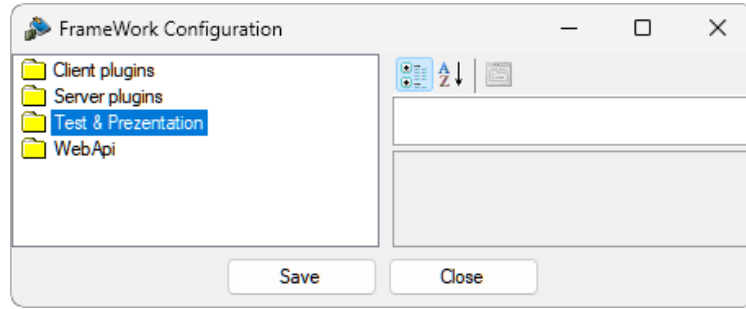 FrameWork Configuration
Client plugins
Server plugins
Test & Prezentation
WebApi
A
Z
Save
Close